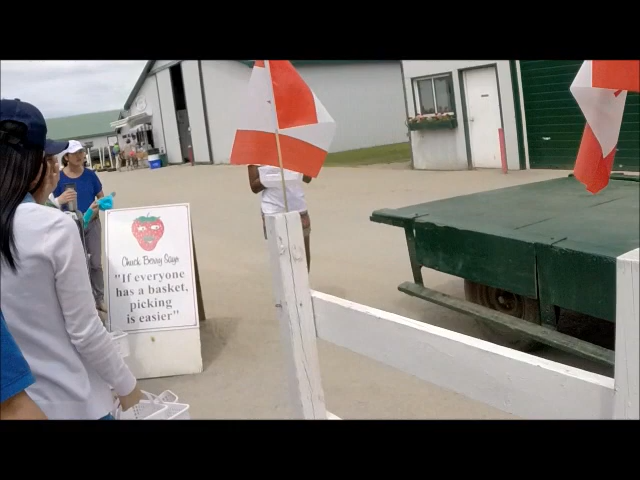 Chuck Berry Says
"If everyone
has a basket,
picking
is easier"